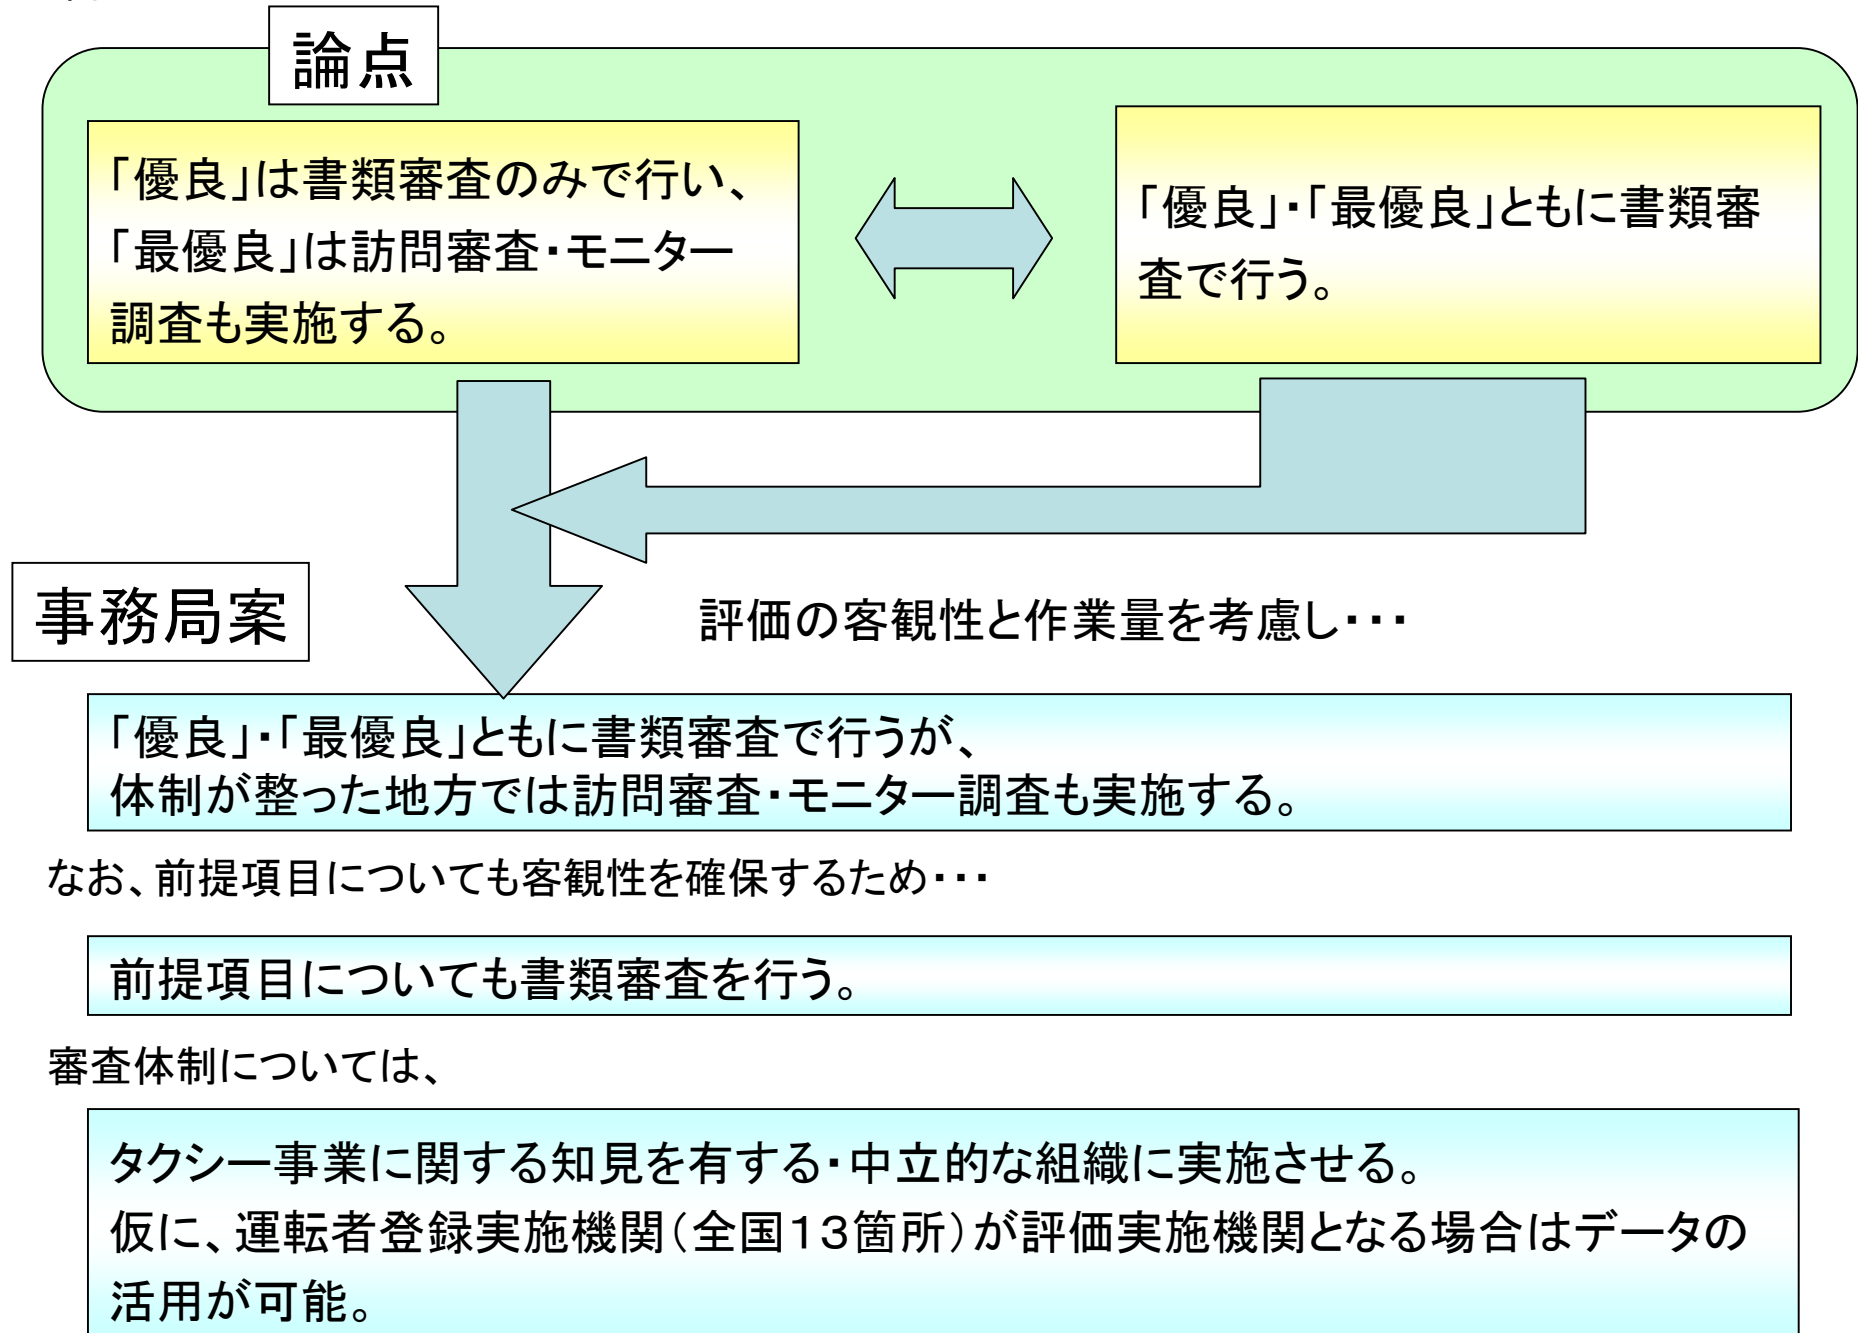 論点
「優良」は書類審査のみで行い、
「最優良」は訪問審査・モニター
調査も実施する。
「優良」・「最優良」ともに書類審
査で行う。
事務局案
評価の客観性と作業量を考慮し・・・
「優良」・「最優良」ともに書類審査で行うが、
体制が整った地方では訪問審査・モニター調査も実施する。
なお、前提項目についても客観性を確保するため・・・
前提項目についても書類審査を行う。
審査体制については、
タクシー事業に関する知見を有する・中立的な組織に実施させる。
仮に、運転者登録実施機関（全国１３箇所）が評価実施機関となる場合はデータの
活用が可能。